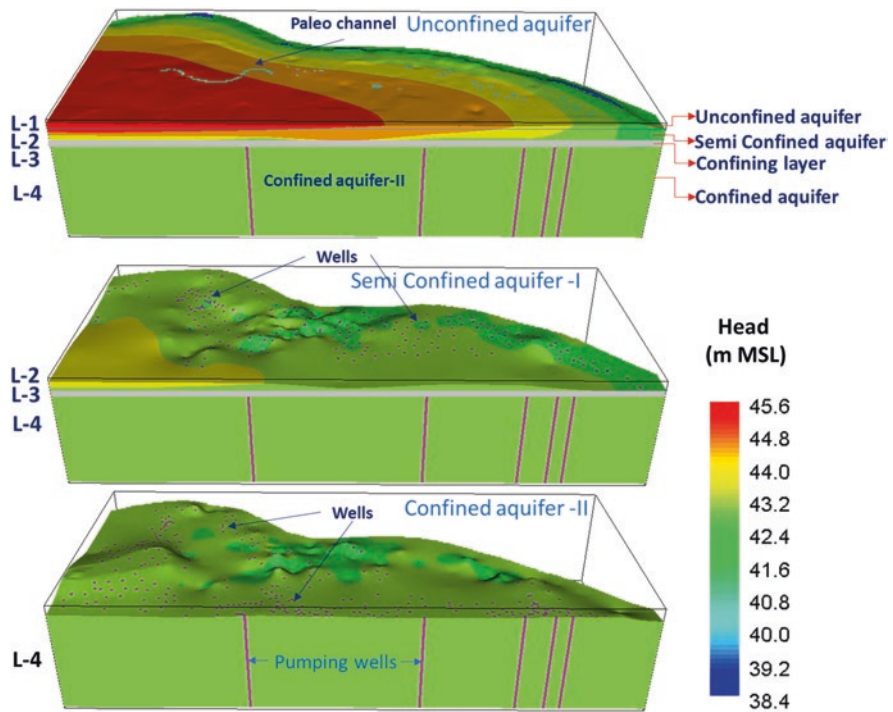 Paleo channel
Unconfined aquifer
L-1
L-2
L-3
L-4
Confined aquifer-II
Unconfined aquifer
Semi Confined aquifer
Confining layer
Confined aquifer
Wells
Semi Confined aquifer -I
L-2
L-3
L-4
Wells
Confined aquifer -II
L-4
Pumping wells
Head
(m MSL)
45.6
44.8
44.0
43.2
42.4
41.6
40.8
40.0
39.2
38.4